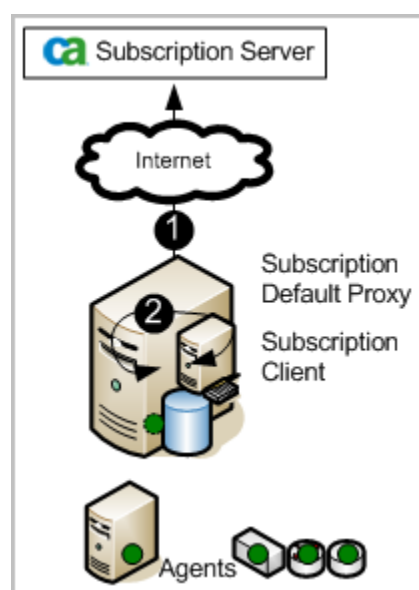 ca Subscription Server
Internet
1
Subscription
Default Proxy
2
Subscription
Client
Agents